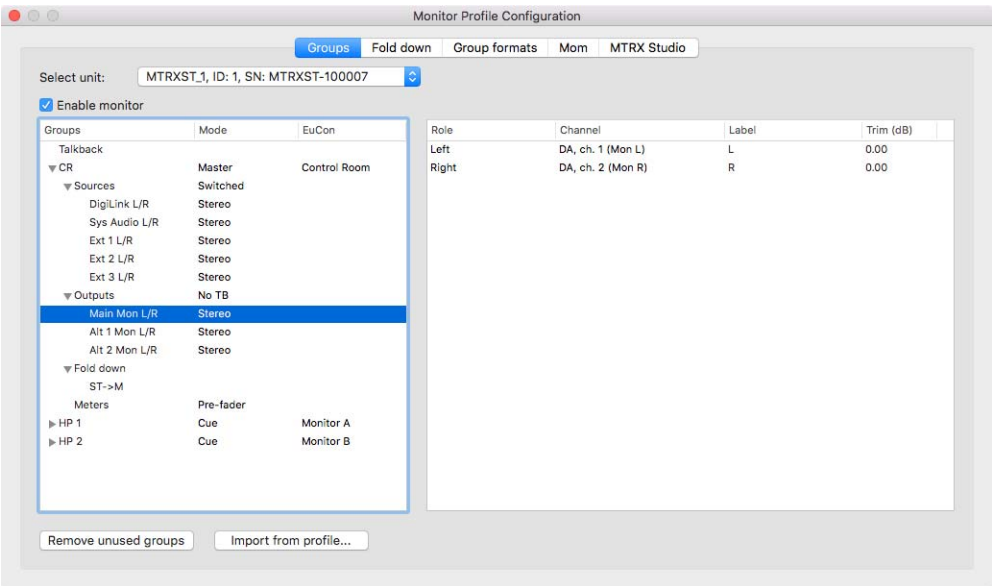 Monitor Profile Configuration
Groups Fold down Group formats Mom MTRX Studio
Select unit: MTRXST_1, ID: 1, SN: MTRXST-100007
Enable monitor
Groups Mode EuCon Role Channel Label Trim (dB)
Talkback Left DA, ch. 1 (Mon L) L 0.00
CR Master Control Room Right DA, ch. 2 (Mon R) R 0.00
Sources Switched
DigiLink L/R Stereo
Sys Audio L/R Stereo
Ext 1 L/R Stereo
Ext 2 L/R Stereo
Ext 3 L/R Stereo
Outputs No TB
Main Mon L/R Stereo
Alt 1 Mon L/R Stereo
Alt 2 Mon L/R Stereo
Fold down
ST->M
Meters Pre-fader
HP 1 Cue Monitor A
HP 2 Cue Monitor B
Remove unused groups Import from profile...